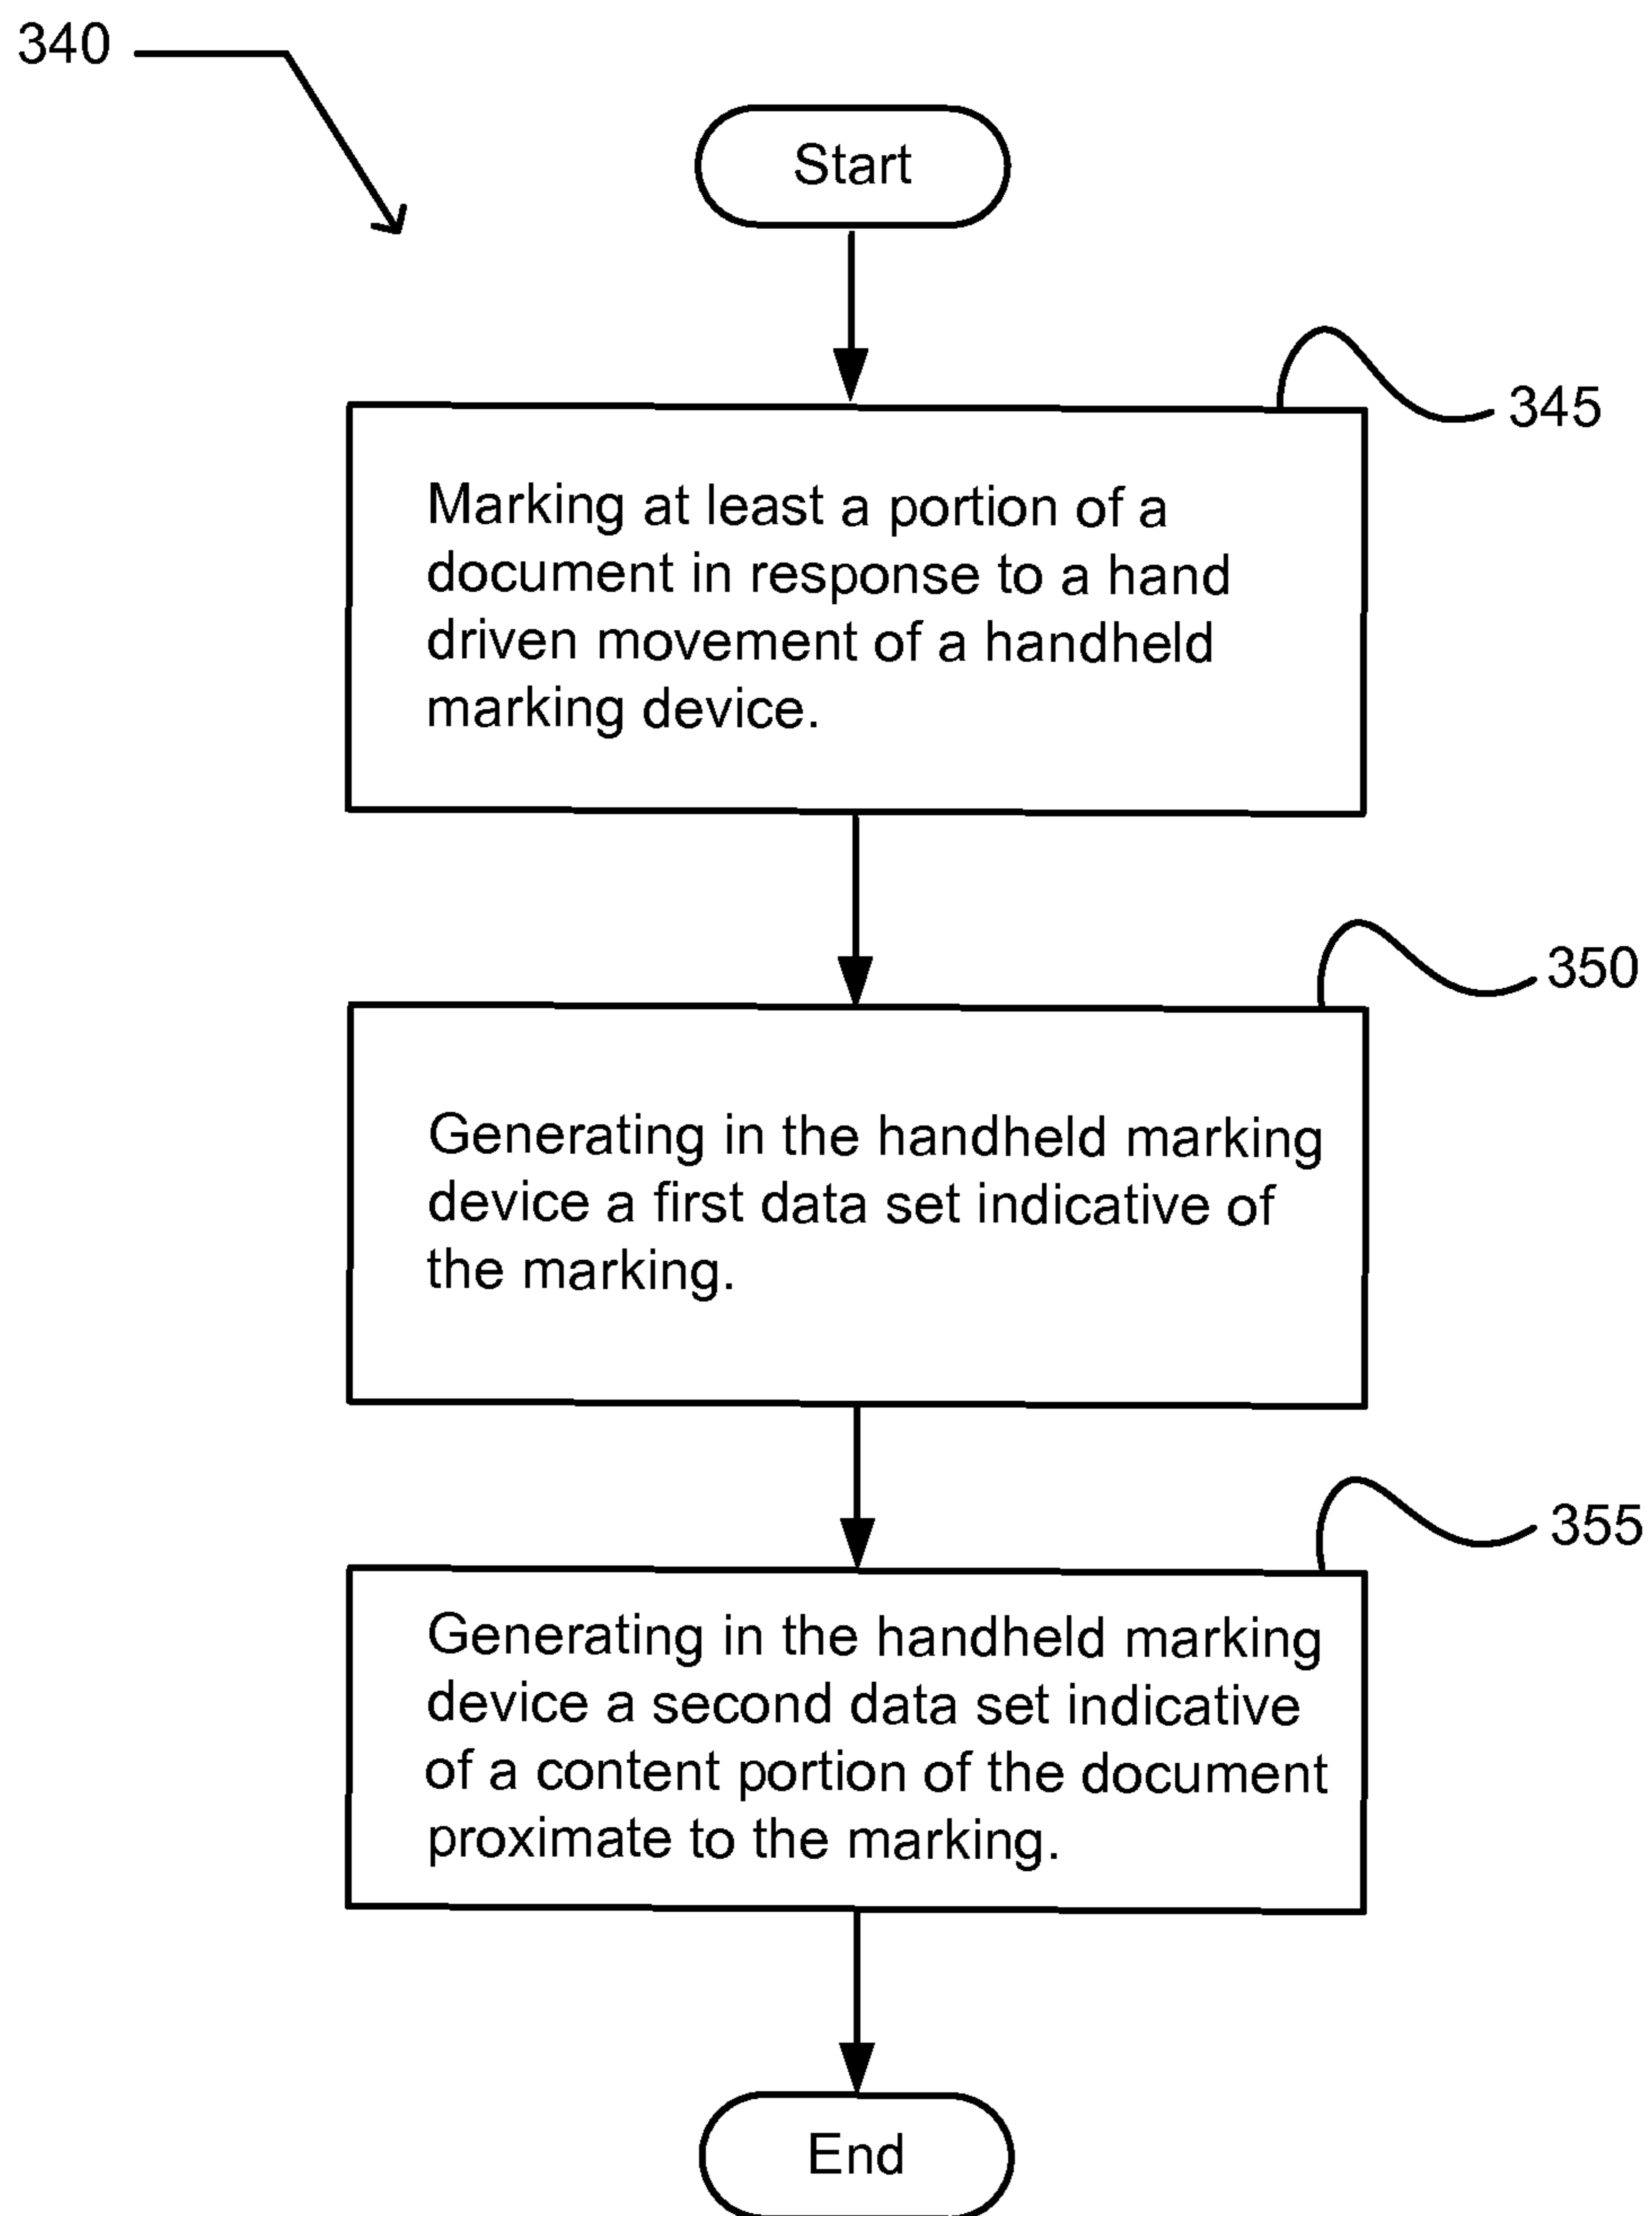 340
Start
345
Marking at least a portion of a
document in response to a hand
driven movement of a handheld
marking device.
350
Generating in the handheld marking
device a first data set indicative of
the marking.
355
Generating in the handheld marking
device a second data set indicative
of a content portion of the document
proximate to the marking.
End